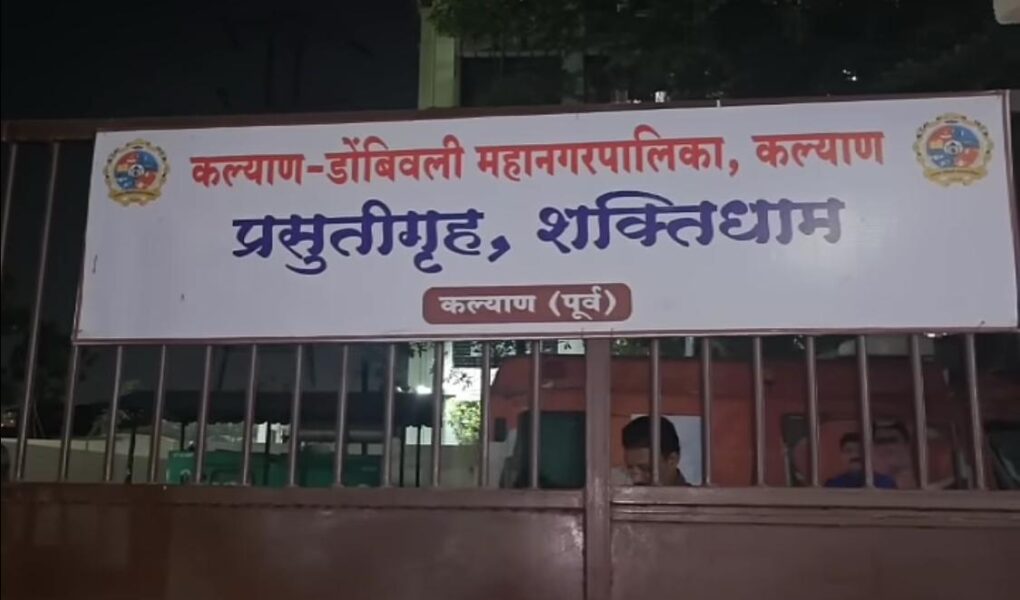 कल्याण-डोंबिवली महानगरपालिका, कल्याण
प्रसुतीगृह, शक्तिधाम
कल्याण (पूर्व)